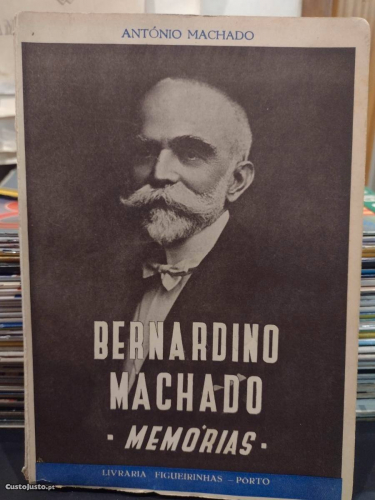 ANTÓNIO MACHADO
BERNARDINO
MACHADO
· MEMÓRIAS ·
LIVRARIA FIGUEIRINHAS – PORTO
CustoJusto.pt